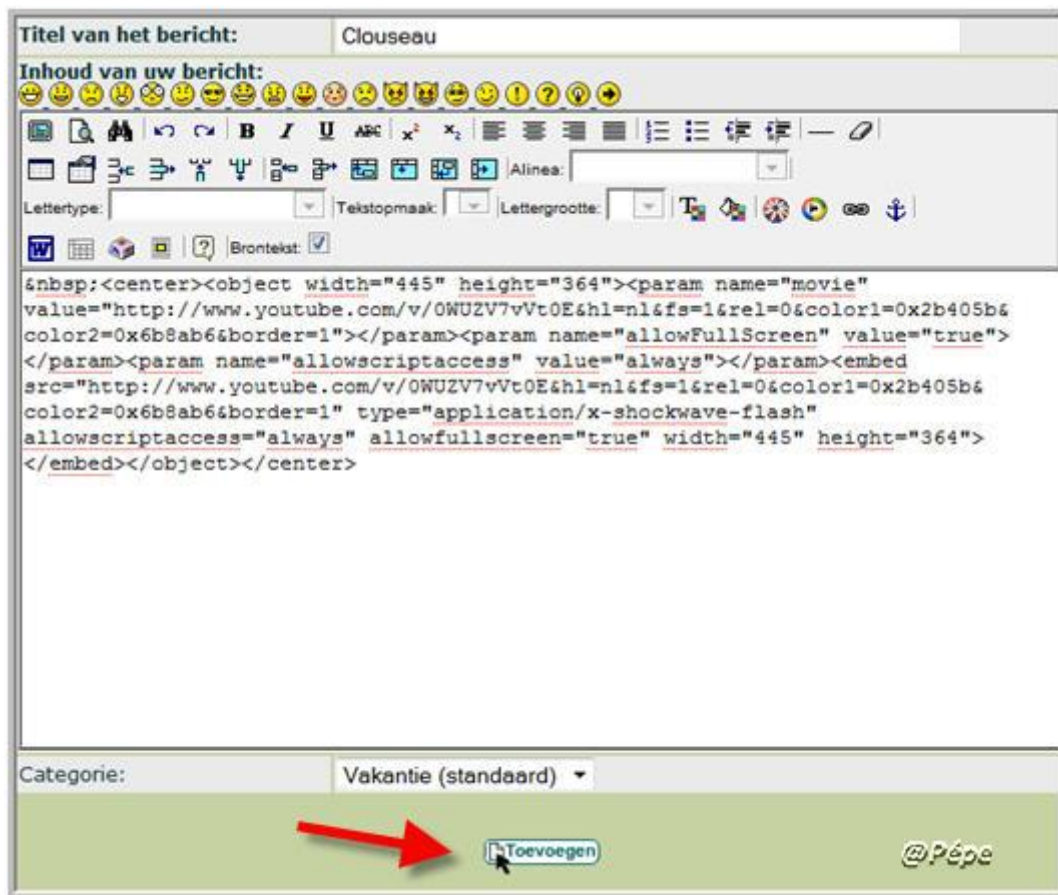 Titel van het bericht: Clouseau
Inhoud van uw bericht:
B I U ABC x² x₂
Alinea:
Lettertype: Tekstopmaak: Lettergrootte:
W Brontekst:
&nbsp;<center><object width="445" height="364"><param name="movie"
value="http://www.youtube.com/v/0WUZV7vVt0E&hl=nl&fs=1&rel=0&color1=0x2b405b&
color2=0x6b8ab6&border=1"></param><param name="allowFullScreen" value="true">
</param><param name="allowscriptaccess" value="always"></param><embed
src="http://www.youtube.com/v/0WUZV7vVt0E&hl=nl&fs=1&rel=0&color1=0x2b405b&
color2=0x6b8ab6&border=1" type="application/x-shockwave-flash"
allowscriptaccess="always" allowfullscreen="true" width="445" height="364">
</embed></object></center>
Categorie: Vakantie (standaard)
Toevoegen
@Pépe